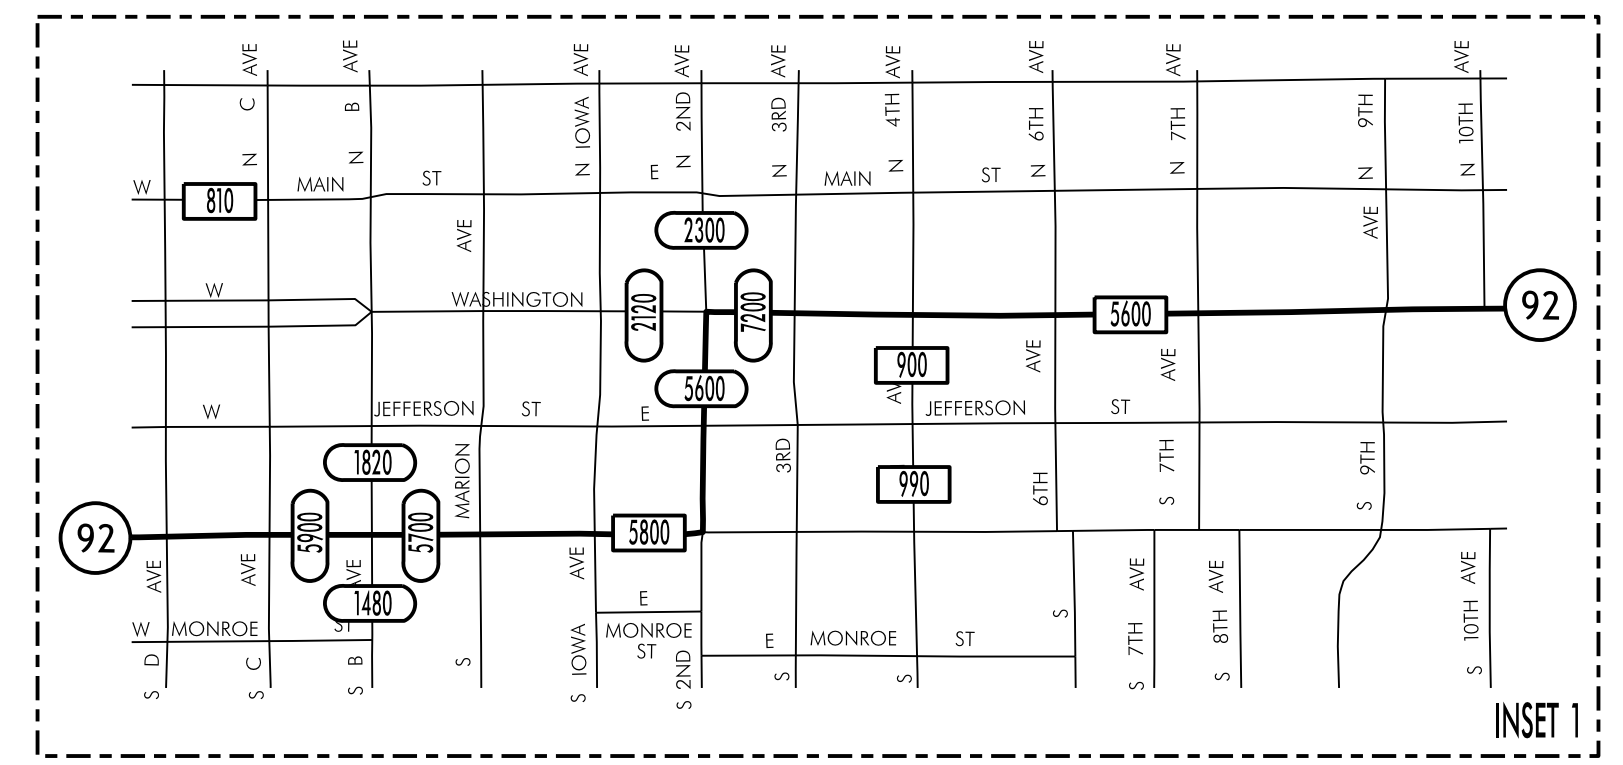 N C AVE
N B AVE
N IOWA AVE
N 2ND AVE
N 3RD AVE
N 4TH AVE
N 6TH AVE
N 7TH AVE
N 9TH AVE
N 10TH AVE
W 810 MAIN ST E MAIN ST
2300
W WASHINGTON 2120 7200 5600 92
AVE
900
AV
AVE
AVE
5600
W JEFFERSON ST E JEFFERSON ST
1820
MARION AVE
3RD
990
6TH
S 7TH
S 9TH
92 5900 5700 5800
1480
W MONROE ST
E MONROE ST
E MONROE ST
S D AVE
S C AVE
S B AVE
S
S IOWA AVE
S 2ND
S
S
S
S 7TH AVE
S 8TH AVE
S 10TH AVE
INSET 1